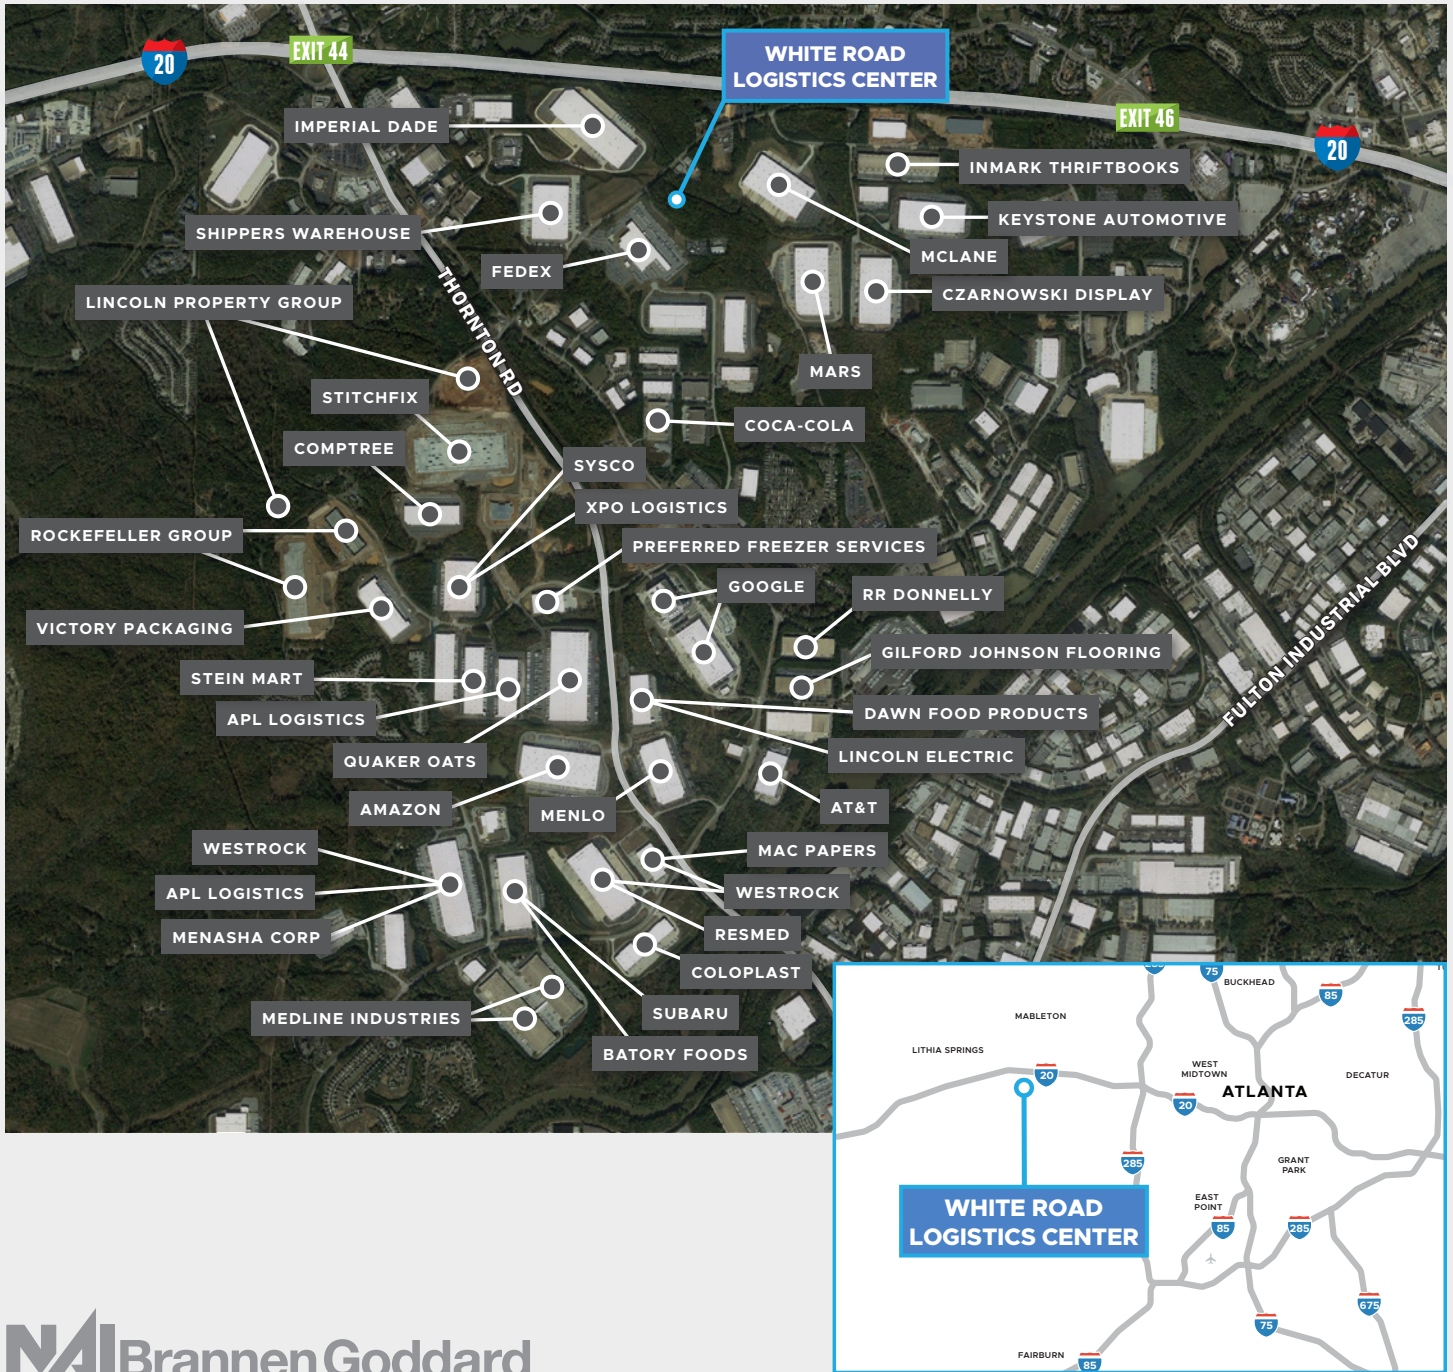 20
EXIT 44
WHITE ROAD
LOGISTICS CENTER
EXIT 46
20
IMPERIAL DADE
INMARK THRIFTBOOKS
SHIPPERS WAREHOUSE
KEYSTONE AUTOMOTIVE
MCLANE
FEDEX
CZARNOWSKI DISPLAY
LINCOLN PROPERTY GROUP
THORNTON RD
MARS
STITCHFIX
COCA-COLA
COMPTREE
SYSCO
XPO LOGISTICS
ROCKEFELLER GROUP
PREFERRED FREEZER SERVICES
GOOGLE
RR DONNELLY
FULTON INDUSTRIAL BLVD
VICTORY PACKAGING
GILFORD JOHNSON FLOORING
STEIN MART
APL LOGISTICS
DAWN FOOD PRODUCTS
LINCOLN ELECTRIC
QUAKER OATS
AMAZON
MENLO
AT&T
WESTROCK
MAC PAPERS
APL LOGISTICS
WESTROCK
MENASHA CORP
RESMED
COLOPLAST
MEDLINE INDUSTRIES
SUBARU
BATORY FOODS
75
BUCKHEAD
85
285
MABLETON
LITHIA SPRINGS
20
WEST
MIDTOWN
DECATUR
ATLANTA
20
285
GRANT
PARK
EAST
POINT
WHITE ROAD
LOGISTICS CENTER
85
285
675
75
FAIRBURN
85
NAI Brannen Goddard